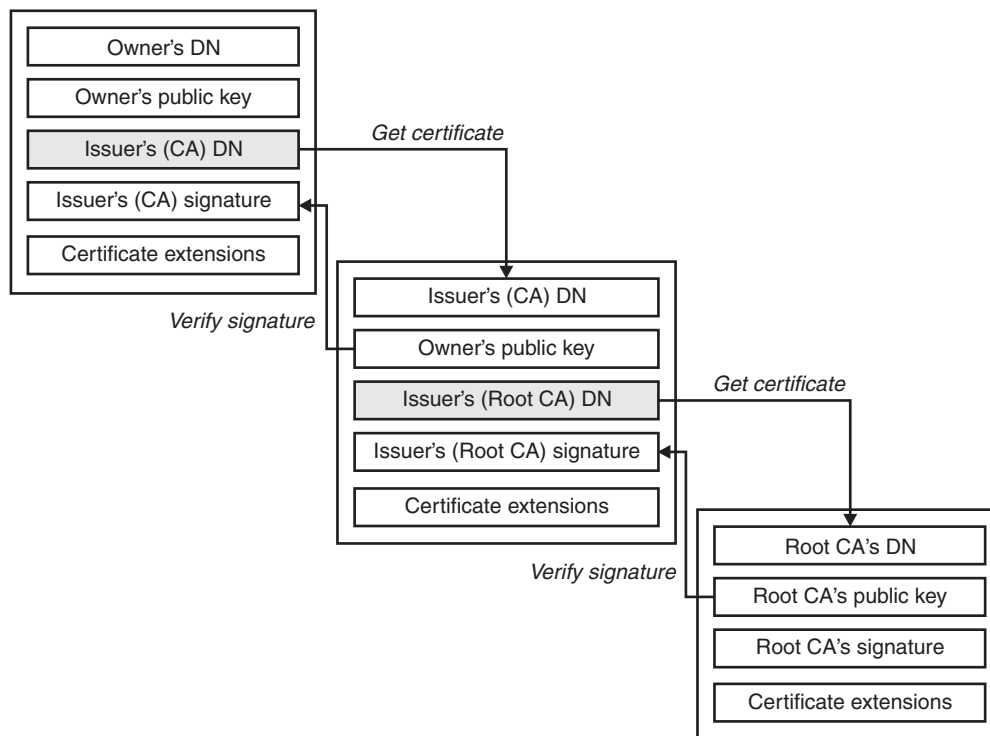 Owner's DN
Owner's public key
Issuer's (CA) DN
Issuer's (CA) signature
Certificate extensions
Get certificate
Verify signature
Issuer's (CA) DN
Owner's public key
Issuer's (Root CA) DN
Issuer's (Root CA) signature
Certificate extensions
Get certificate
Verify signature
Root CA's DN
Root CA's public key
Root CA's signature
Certificate extensions